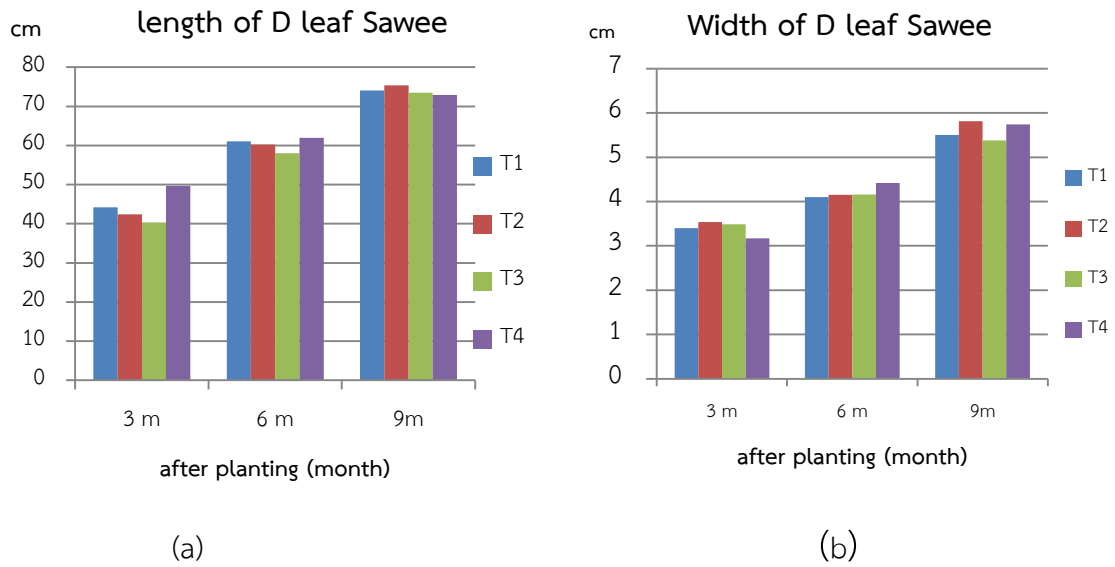 length of D leaf Sawee
cm
80
70
60
50
40
30
20
10
0
3 m
6 m
9m
after planting (month)
T1
T2
T3
T4
(a)
Width of D leaf Sawee
cm
7
6
5
4
3
2
1
0
3 m
6 m
9m
after planting (month)
T1
T2
T3
T4
(b)